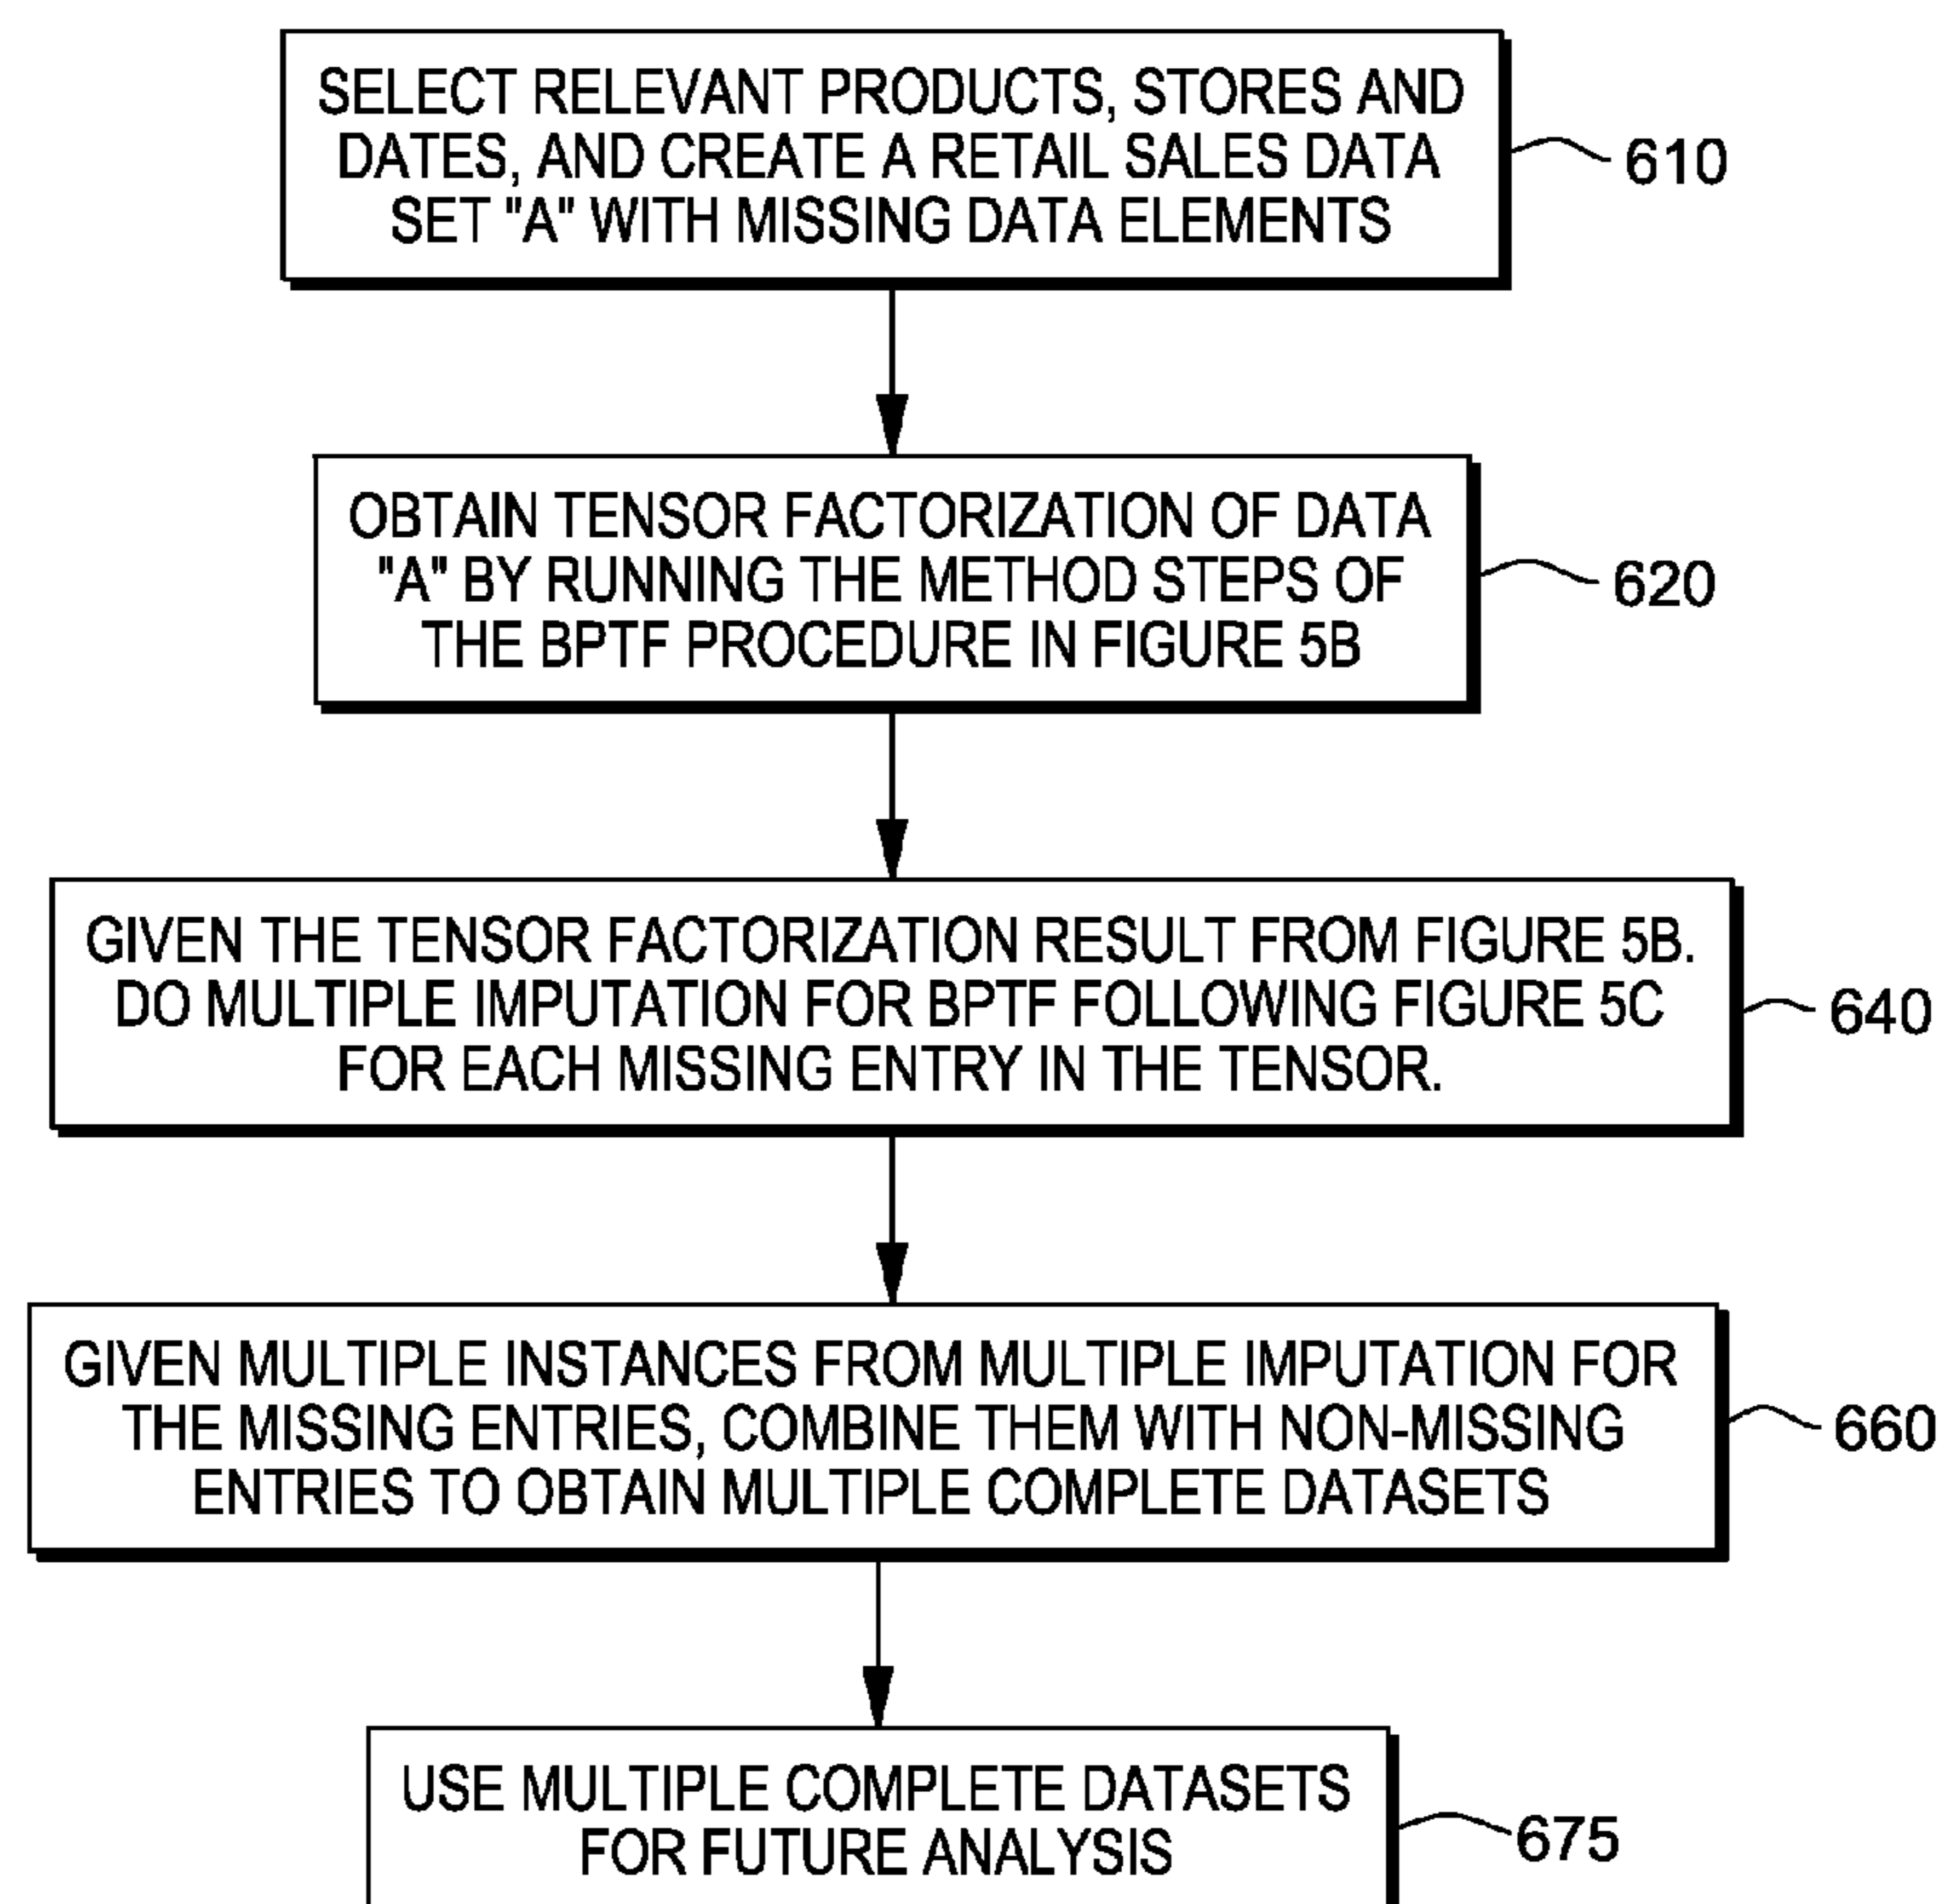 SELECT RELEVANT PRODUCTS, STORES AND
DATES, AND CREATE A RETAIL SALES DATA
SET "A" WITH MISSING DATA ELEMENTS
610
OBTAIN TENSOR FACTORIZATION OF DATA
"A" BY RUNNING THE METHOD STEPS OF
THE BPTF PROCEDURE IN FIGURE 5B
620
GIVEN THE TENSOR FACTORIZATION RESULT FROM FIGURE 5B.
DO MULTIPLE IMPUTATION FOR BPTF FOLLOWING FIGURE 5C
FOR EACH MISSING ENTRY IN THE TENSOR.
640
GIVEN MULTIPLE INSTANCES FROM MULTIPLE IMPUTATION FOR
THE MISSING ENTRIES, COMBINE THEM WITH NON-MISSING
ENTRIES TO OBTAIN MULTIPLE COMPLETE DATASETS
660
USE MULTIPLE COMPLETE DATASETS
FOR FUTURE ANALYSIS
675